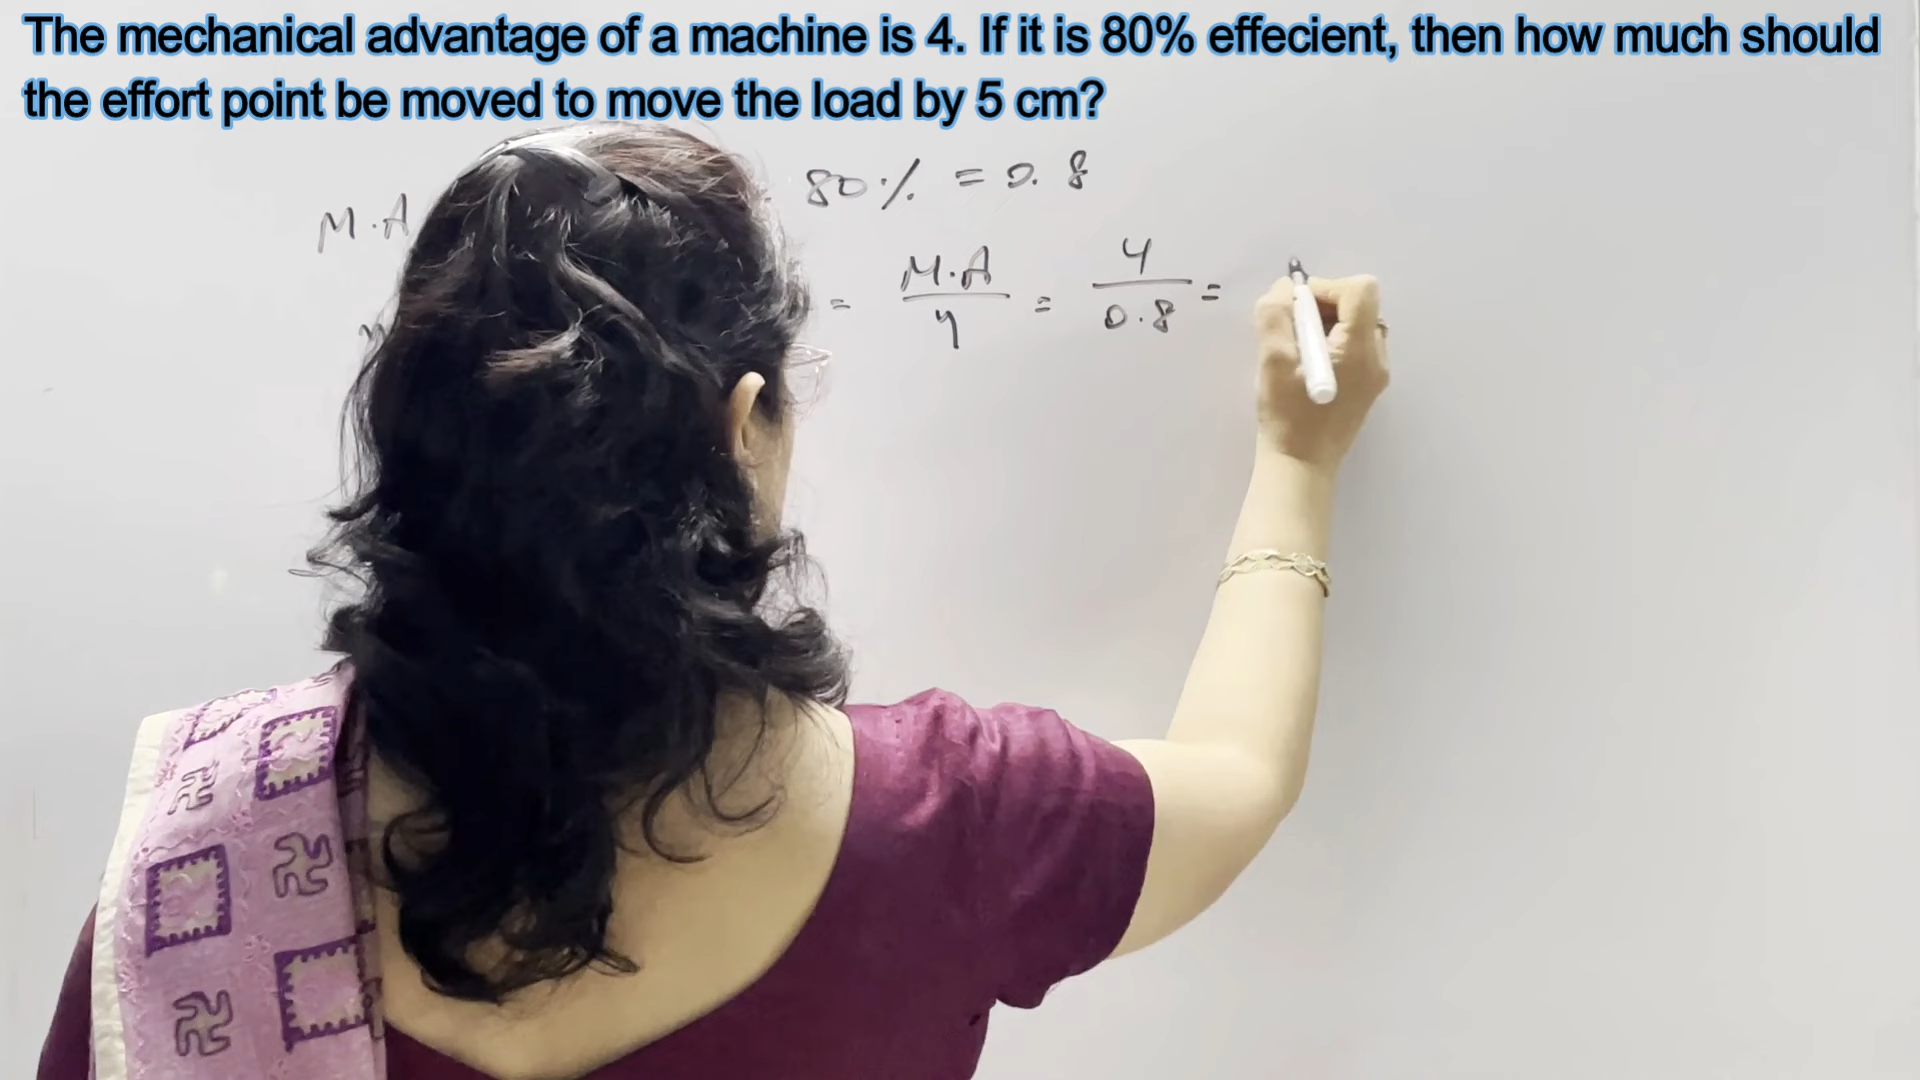 The mechanical advantage of a machine is 4. If it is 80% effecient, then how much should
the effort point be moved to move the load by 5 cm?
80% = 0.8
M.A
= M.A / η = 4 / 0.8 =